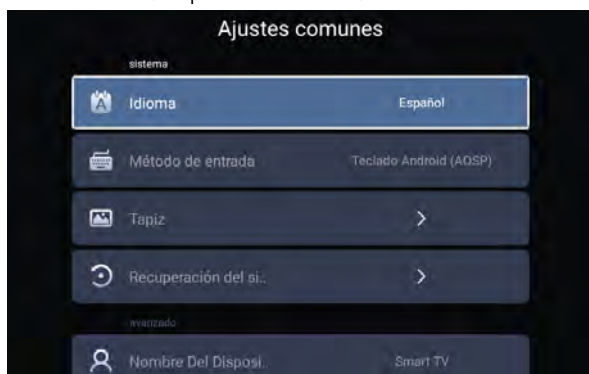 Ajustes comunes
sistema
Idioma Español
Método de entrada Teclado Android (AOSP)
Tapiz
Recuperación del si..
avanzado
Nombre Del Disposi.. Smart TV